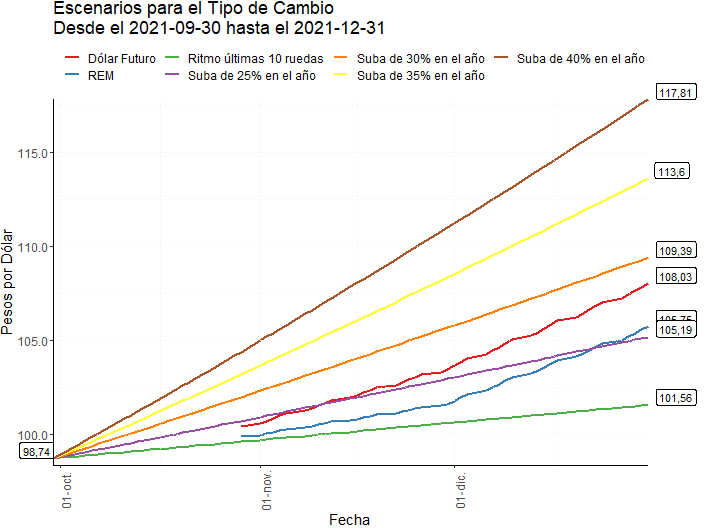 Escenarios para el Tipo de Cambio
Desde el 2021-09-30 hasta el 2021-12-31
Dólar Futuro
Ritmo últimas 10 ruedas
Suba de 30% en el año
Suba de 40% en el año
REM
Suba de 25% en el año
Suba de 35% en el año
117,81
115.0
113,6
110.0
109,39
108,03
105,75
105.0
105,19
101,56
100.0
98,74
Pesos por Dólar
01-oct
01-nov.
01-dic.
Fecha